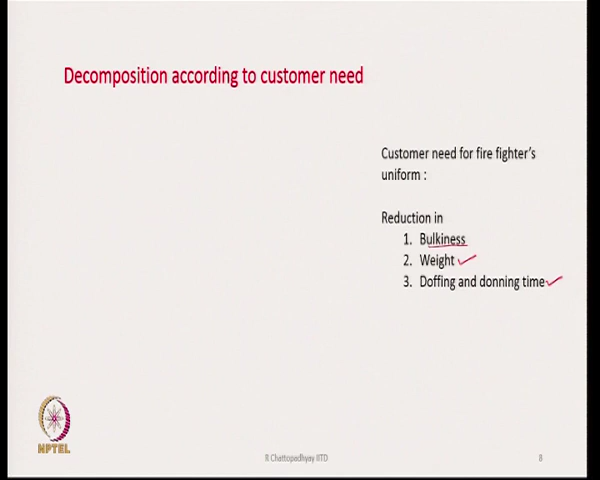 Decomposition according to customer need
Customer need for fire fighter's
uniform :
Reduction in
1. Bulkiness
2. Weight
3. Doffing and donning time
NPTEL
R Chattopadhyay IITD
8